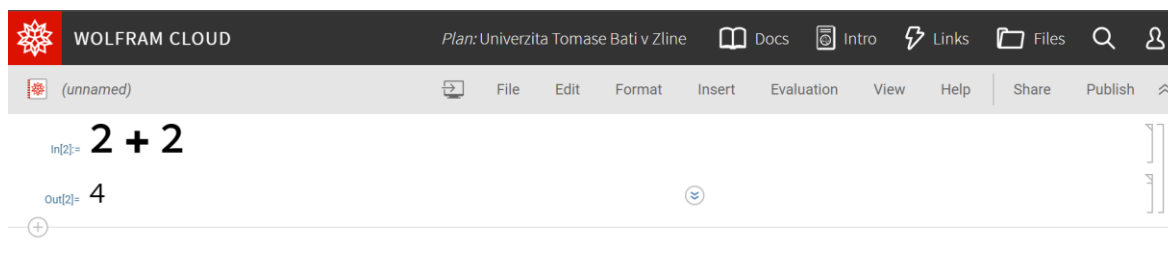 WOLFRAM CLOUD Plan: Univerzita Tomase Bati v Zline Docs Intro Links Files
(unnamed) File Edit Format Insert Evaluation View Help Share Publish
In[2]:= 2 + 2
Out[2]= 4